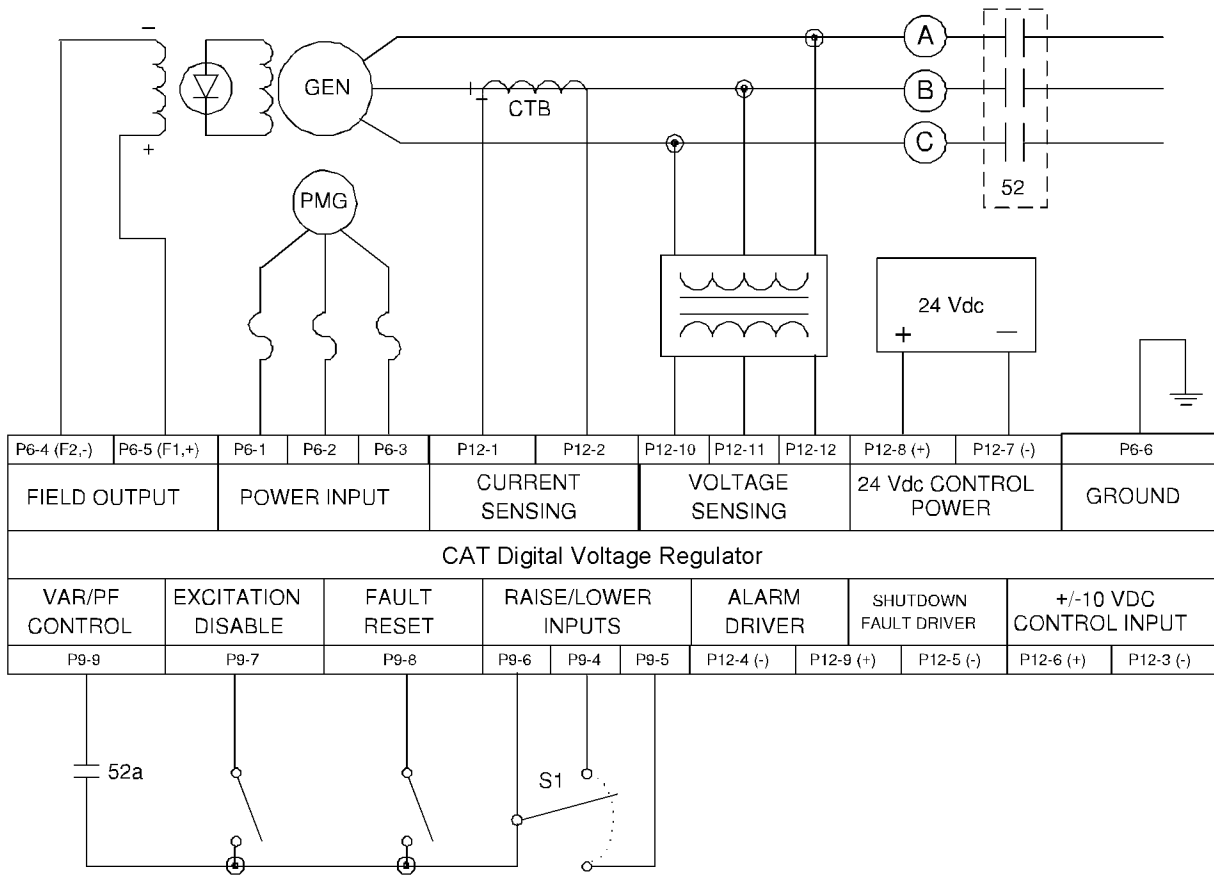 −
GEN
+
+
−
CTB
A
B
C
52
PMG
24 Vdc
+ −
P6-4 (F2,-) P6-5 (F1,+) P6-1 P6-2 P6-3 P12-1 P12-2 P12-10 P12-11 P12-12 P12-8 (+) P12-7 (-) P6-6
FIELD OUTPUT POWER INPUT CURRENT SENSING VOLTAGE SENSING 24 Vdc CONTROL POWER GROUND
CAT Digital Voltage Regulator
VAR/PF CONTROL EXCITATION DISABLE FAULT RESET RAISE/LOWER INPUTS ALARM DRIVER SHUTDOWN FAULT DRIVER +/-10 VDC CONTROL INPUT
P9-9 P9-7 P9-8 P9-6 P9-4 P9-5 P12-4 (-) P12-9 (+) P12-5 (-) P12-6 (+) P12-3 (-)
52a
S1